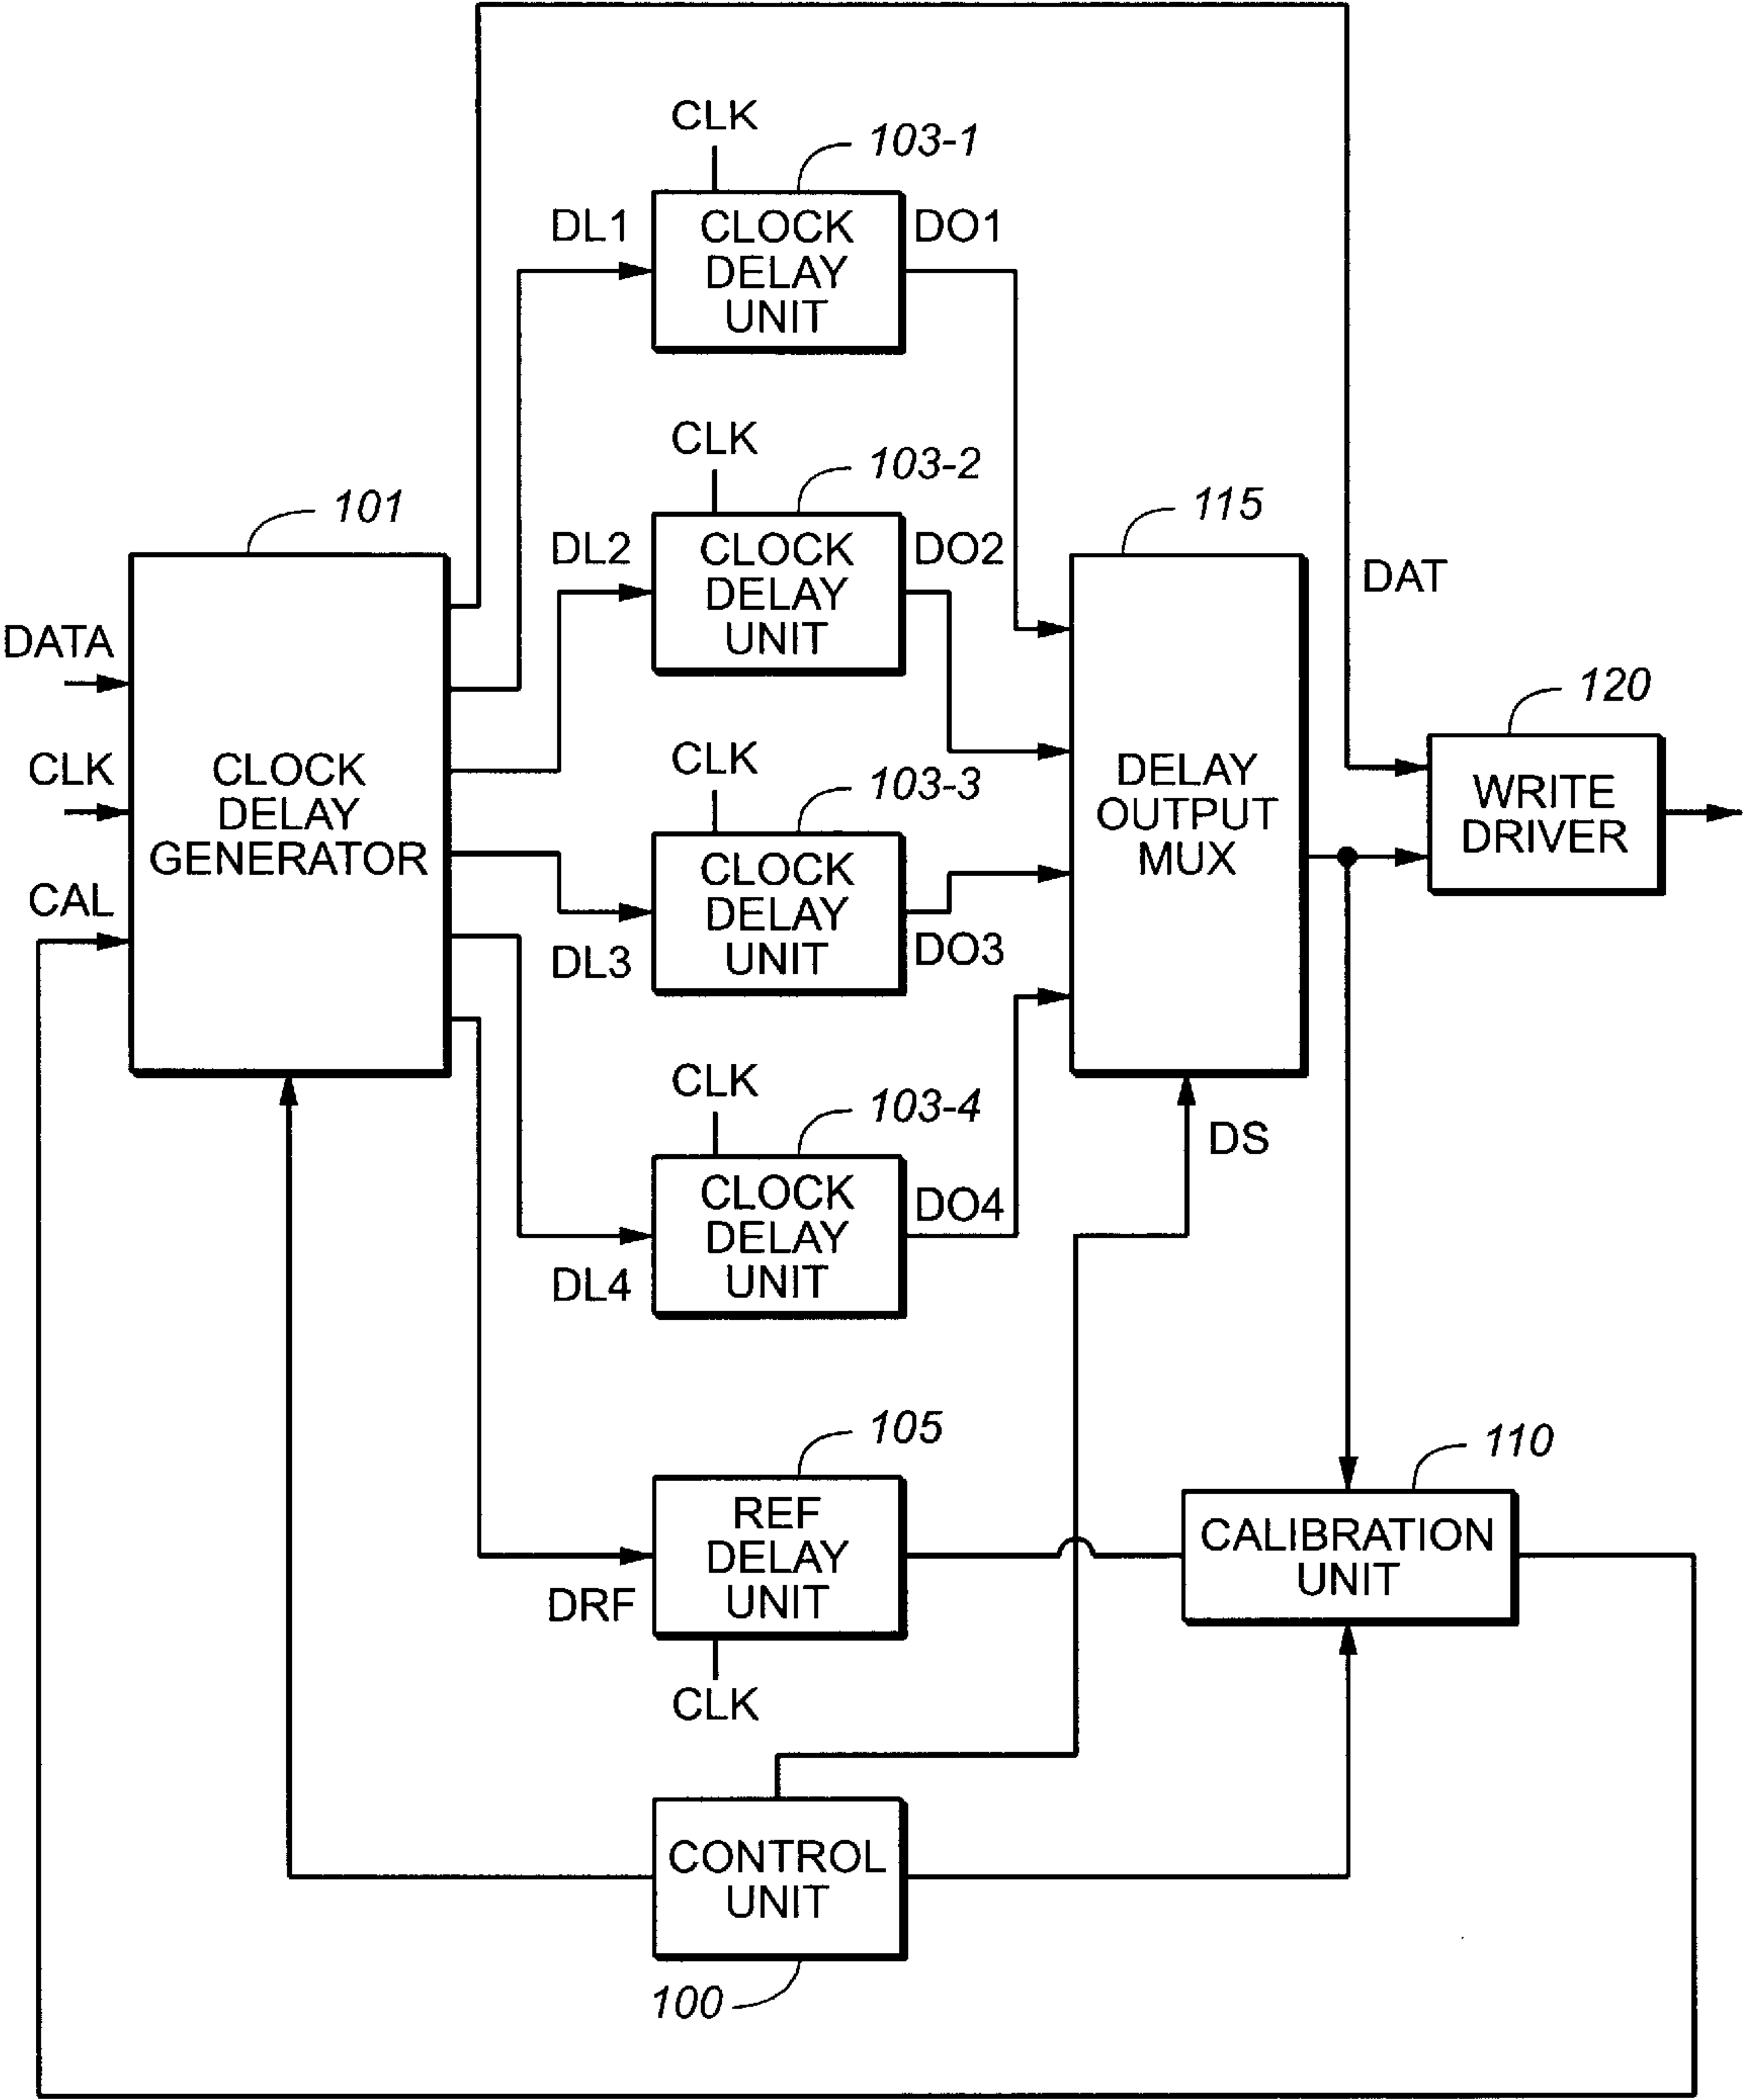 CLK
103-1
DL1
CLOCK
DELAY
UNIT
DO1
CLK
103-2
DL2
CLOCK
DELAY
UNIT
DO2
101
115
DAT
DATA
CLK
CAL
CLOCK
DELAY
GENERATOR
CLK
103-3
DL3
CLOCK
DELAY
UNIT
DO3
DELAY
OUTPUT
MUX
120
WRITE
DRIVER
CLK
103-4
DL4
CLOCK
DELAY
UNIT
DO4
DS
105
REF
DELAY
UNIT
DRF
CLK
110
CALIBRATION
UNIT
CONTROL
UNIT
100